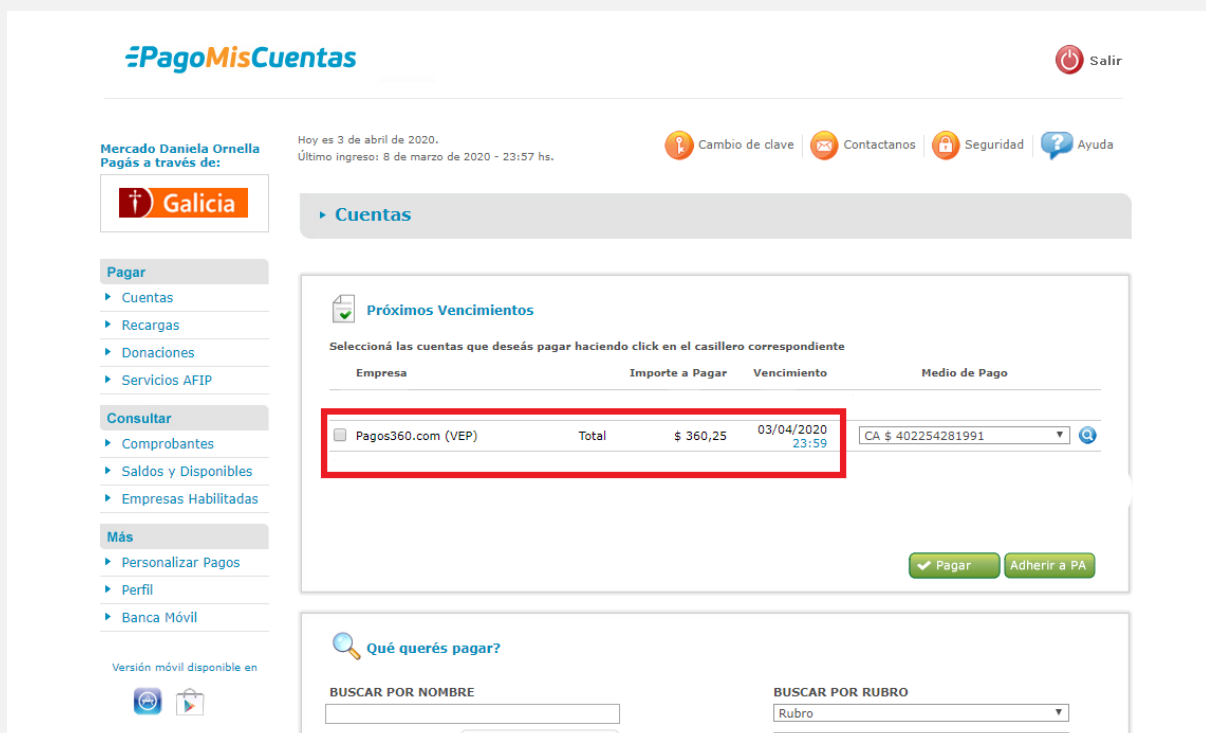 PagoMisCuentas
Salir
Mercado Daniela Ornella
Pagás a través de:
Galicia
Hoy es 3 de abril de 2020.
Último ingreso: 8 de marzo de 2020 - 23:57 hs.
Cambio de clave
Contactanos
Seguridad
Ayuda
Cuentas
Pagar
Cuentas
Recargas
Donaciones
Servicios AFIP
Consultar
Comprobantes
Saldos y Disponibles
Empresas Habilitadas
Más
Personalizar Pagos
Perfil
Banca Móvil
Versión móvil disponible en
Próximos Vencimientos
Seleccioná las cuentas que deseás pagar haciendo click en el casillero correspondiente
Empresa Importe a Pagar Vencimiento Medio de Pago
Pagos360.com (VEP) Total $ 360,25 03/04/2020 CA $ 402254281991
23:59
Pagar
Adherir a PA
Qué querés pagar?
BUSCAR POR NOMBRE
BUSCAR POR RUBRO
Rubro